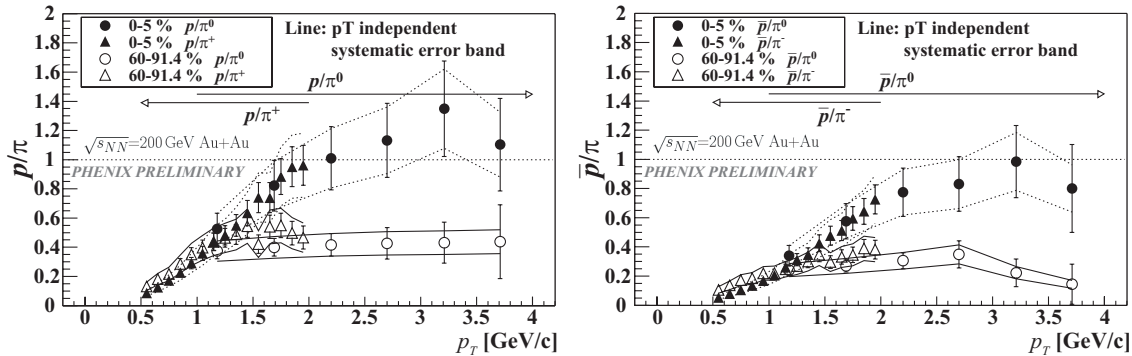 0-5 % p/π⁰
0-5 % p/π⁺
60-91.4 % p/π⁰
60-91.4 % p/π⁺
Line: pT independent
systematic error band
p/π⁰
p/π⁺
√s_NN=200 GeV Au+Au
PHENIX PRELIMINARY
p/π
2
1.8
1.6
1.4
1.2
1
0.8
0.6
0.4
0.2
0
0 0.5 1 1.5 2 2.5 3 3.5 4
p_T [GeV/c]
0-5 % p̅/π⁰
0-5 % p̅/π⁻
60-91.4 % p̅/π⁰
60-91.4 % p̅/π⁻
Line: pT independent
systematic error band
p̅/π⁰
p̅/π⁻
√s_NN=200 GeV Au+Au
PHENIX PRELIMINARY
p̅/π
2
1.8
1.6
1.4
1.2
1
0.8
0.6
0.4
0.2
0
0 0.5 1 1.5 2 2.5 3 3.5 4
p_T [GeV/c]